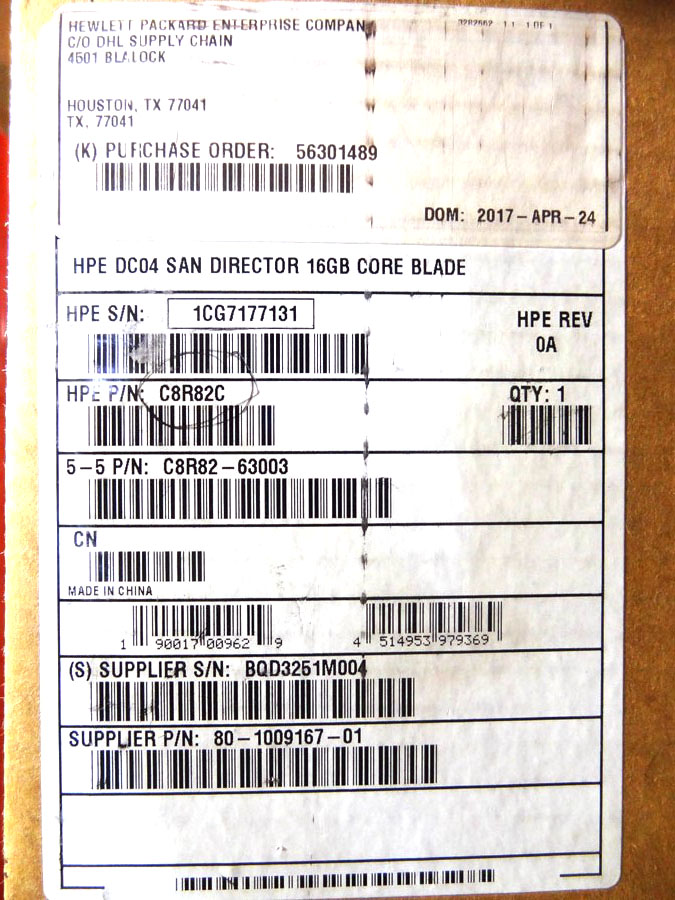 HEWLETT PACKARD ENTERPRISE COMPAN
C/O DHL SUPPLY CHAIN
4501 BLALOCK
HOUSTON, TX 77041
TX, 77041
(K) PURCHASE ORDER: 56301489
DOM: 2017-APR-24
HPE DC04 SAN DIRECTOR 16GB CORE BLADE
HPE S/N: 1CG7177131
HPE REV
0A
HPE P/N: C8R82C
QTY: 1
5-5 P/N: C8R82-63003
CN
MADE IN CHINA
1 90017 00962 9
4 514953 979369
(S) SUPPLIER S/N: BQD3251M004
SUPPLIER P/N: 80-1009167-01